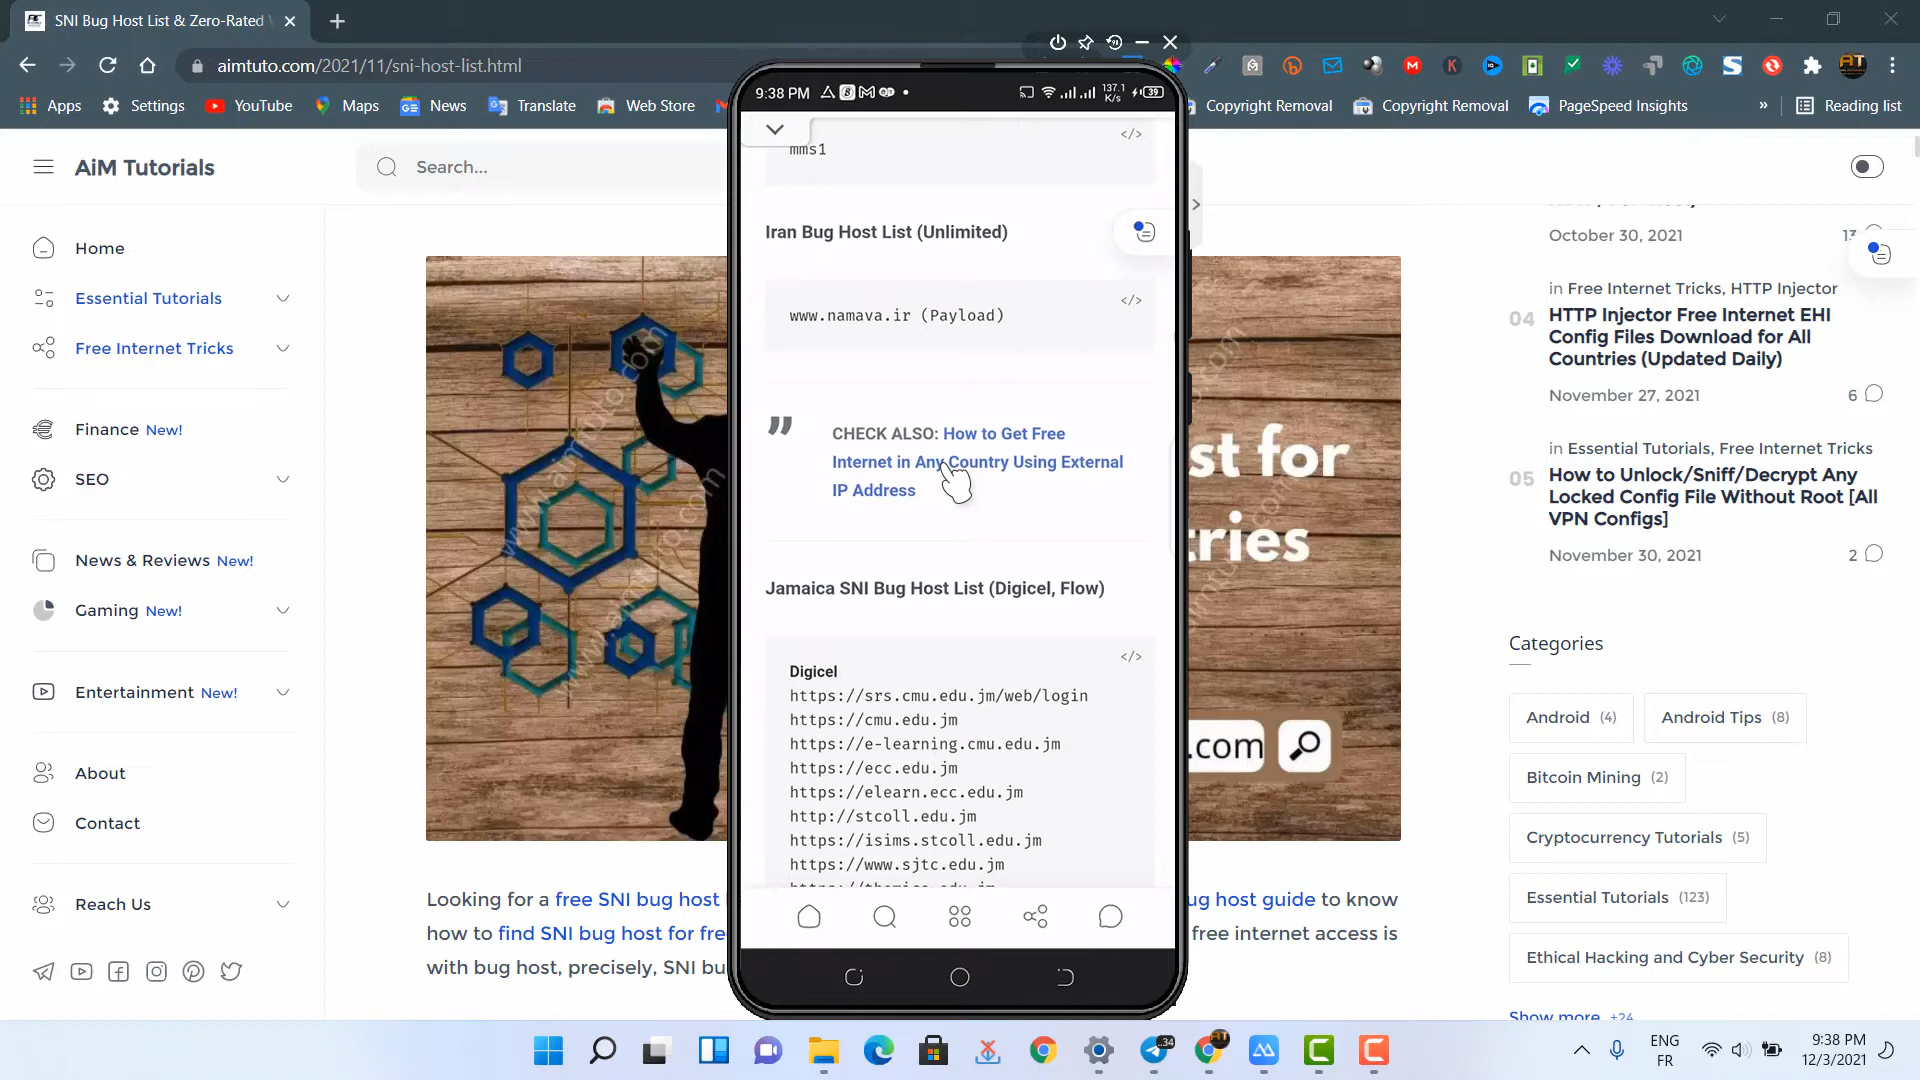 SNI Bug Host List & Zero-Rated
aimtuto.com/2021/11/sni-host-list.html
Apps
Settings
YouTube
Maps
News
Translate
Web Store
Copyright Removal
Copyright Removal
PageSpeed Insights
»
Reading list
AiM Tutorials
Search...
Home
Essential Tutorials
Free Internet Tricks
Finance New!
SEO
News & Reviews New!
Gaming New!
Entertainment New!
About
Contact
Reach Us
9:38 PM
137.1
K/s
39
mms1
</>
Iran Bug Host List (Unlimited)
</>
www.namava.ir (Payload)
CHECK ALSO: How to Get Free
Internet in Any Country Using External
IP Address
Jamaica SNI Bug Host List (Digicel, Flow)
</>
Digicel
https://srs.cmu.edu.jm/web/login
https://cmu.edu.jm
https://e-learning.cmu.edu.jm
https://ecc.edu.jm
https://elearn.ecc.edu.jm
http://stcoll.edu.jm
https://isims.stcoll.edu.jm
https://www.sjtc.edu.jm
st for
tries
.com
Looking for a free SNI bug host
ug host guide to know
how to find SNI bug host for fre
free internet access is
with bug host, precisely, SNI bu
October 30, 2021
13
in Free Internet Tricks, HTTP Injector
04
HTTP Injector Free Internet EHI
Config Files Download for All
Countries (Updated Daily)
November 27, 2021
6
in Essential Tutorials, Free Internet Tricks
05
How to Unlock/Sniff/Decrypt Any
Locked Config File Without Root [All
VPN Configs]
November 30, 2021
2
Categories
Android (4)
Android Tips (8)
Bitcoin Mining (2)
Cryptocurrency Tutorials (5)
Essential Tutorials (123)
Ethical Hacking and Cyber Security (8)
Show more +24
34
ENG
FR
9:38 PM
12/3/2021